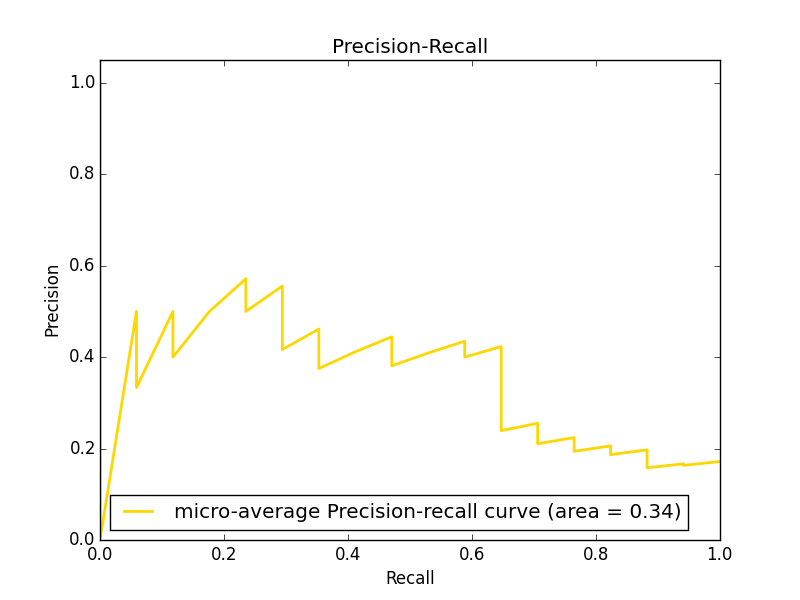 Precision-Recall
1.0
0.8
0.6
0.4
0.2
0.0
Precision
micro-average Precision-recall curve (area = 0.34)
0.0 0.2 0.4 0.6 0.8 1.0
Recall